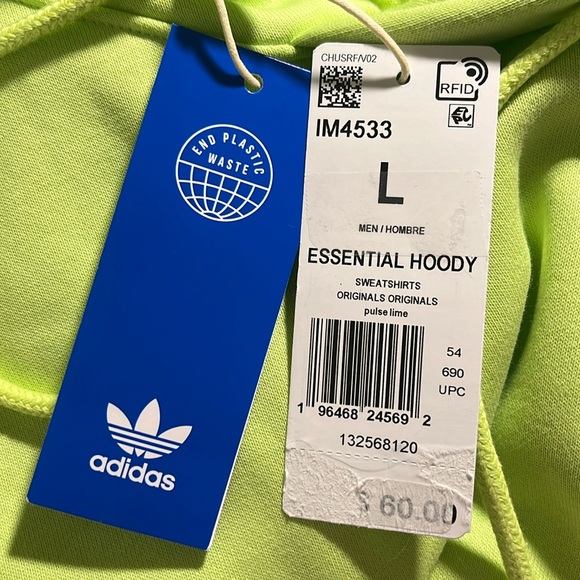 END PLASTIC
WASTE
adidas
CHUSRF/V02
RFID
IM4533
L
MEN / HOMBRE
ESSENTIAL HOODY
SWEATSHIRTS
ORIGINALS ORIGINALS
pulse lime
54
690
UPC
1 96468 24569 2
132568120
$ 60.00